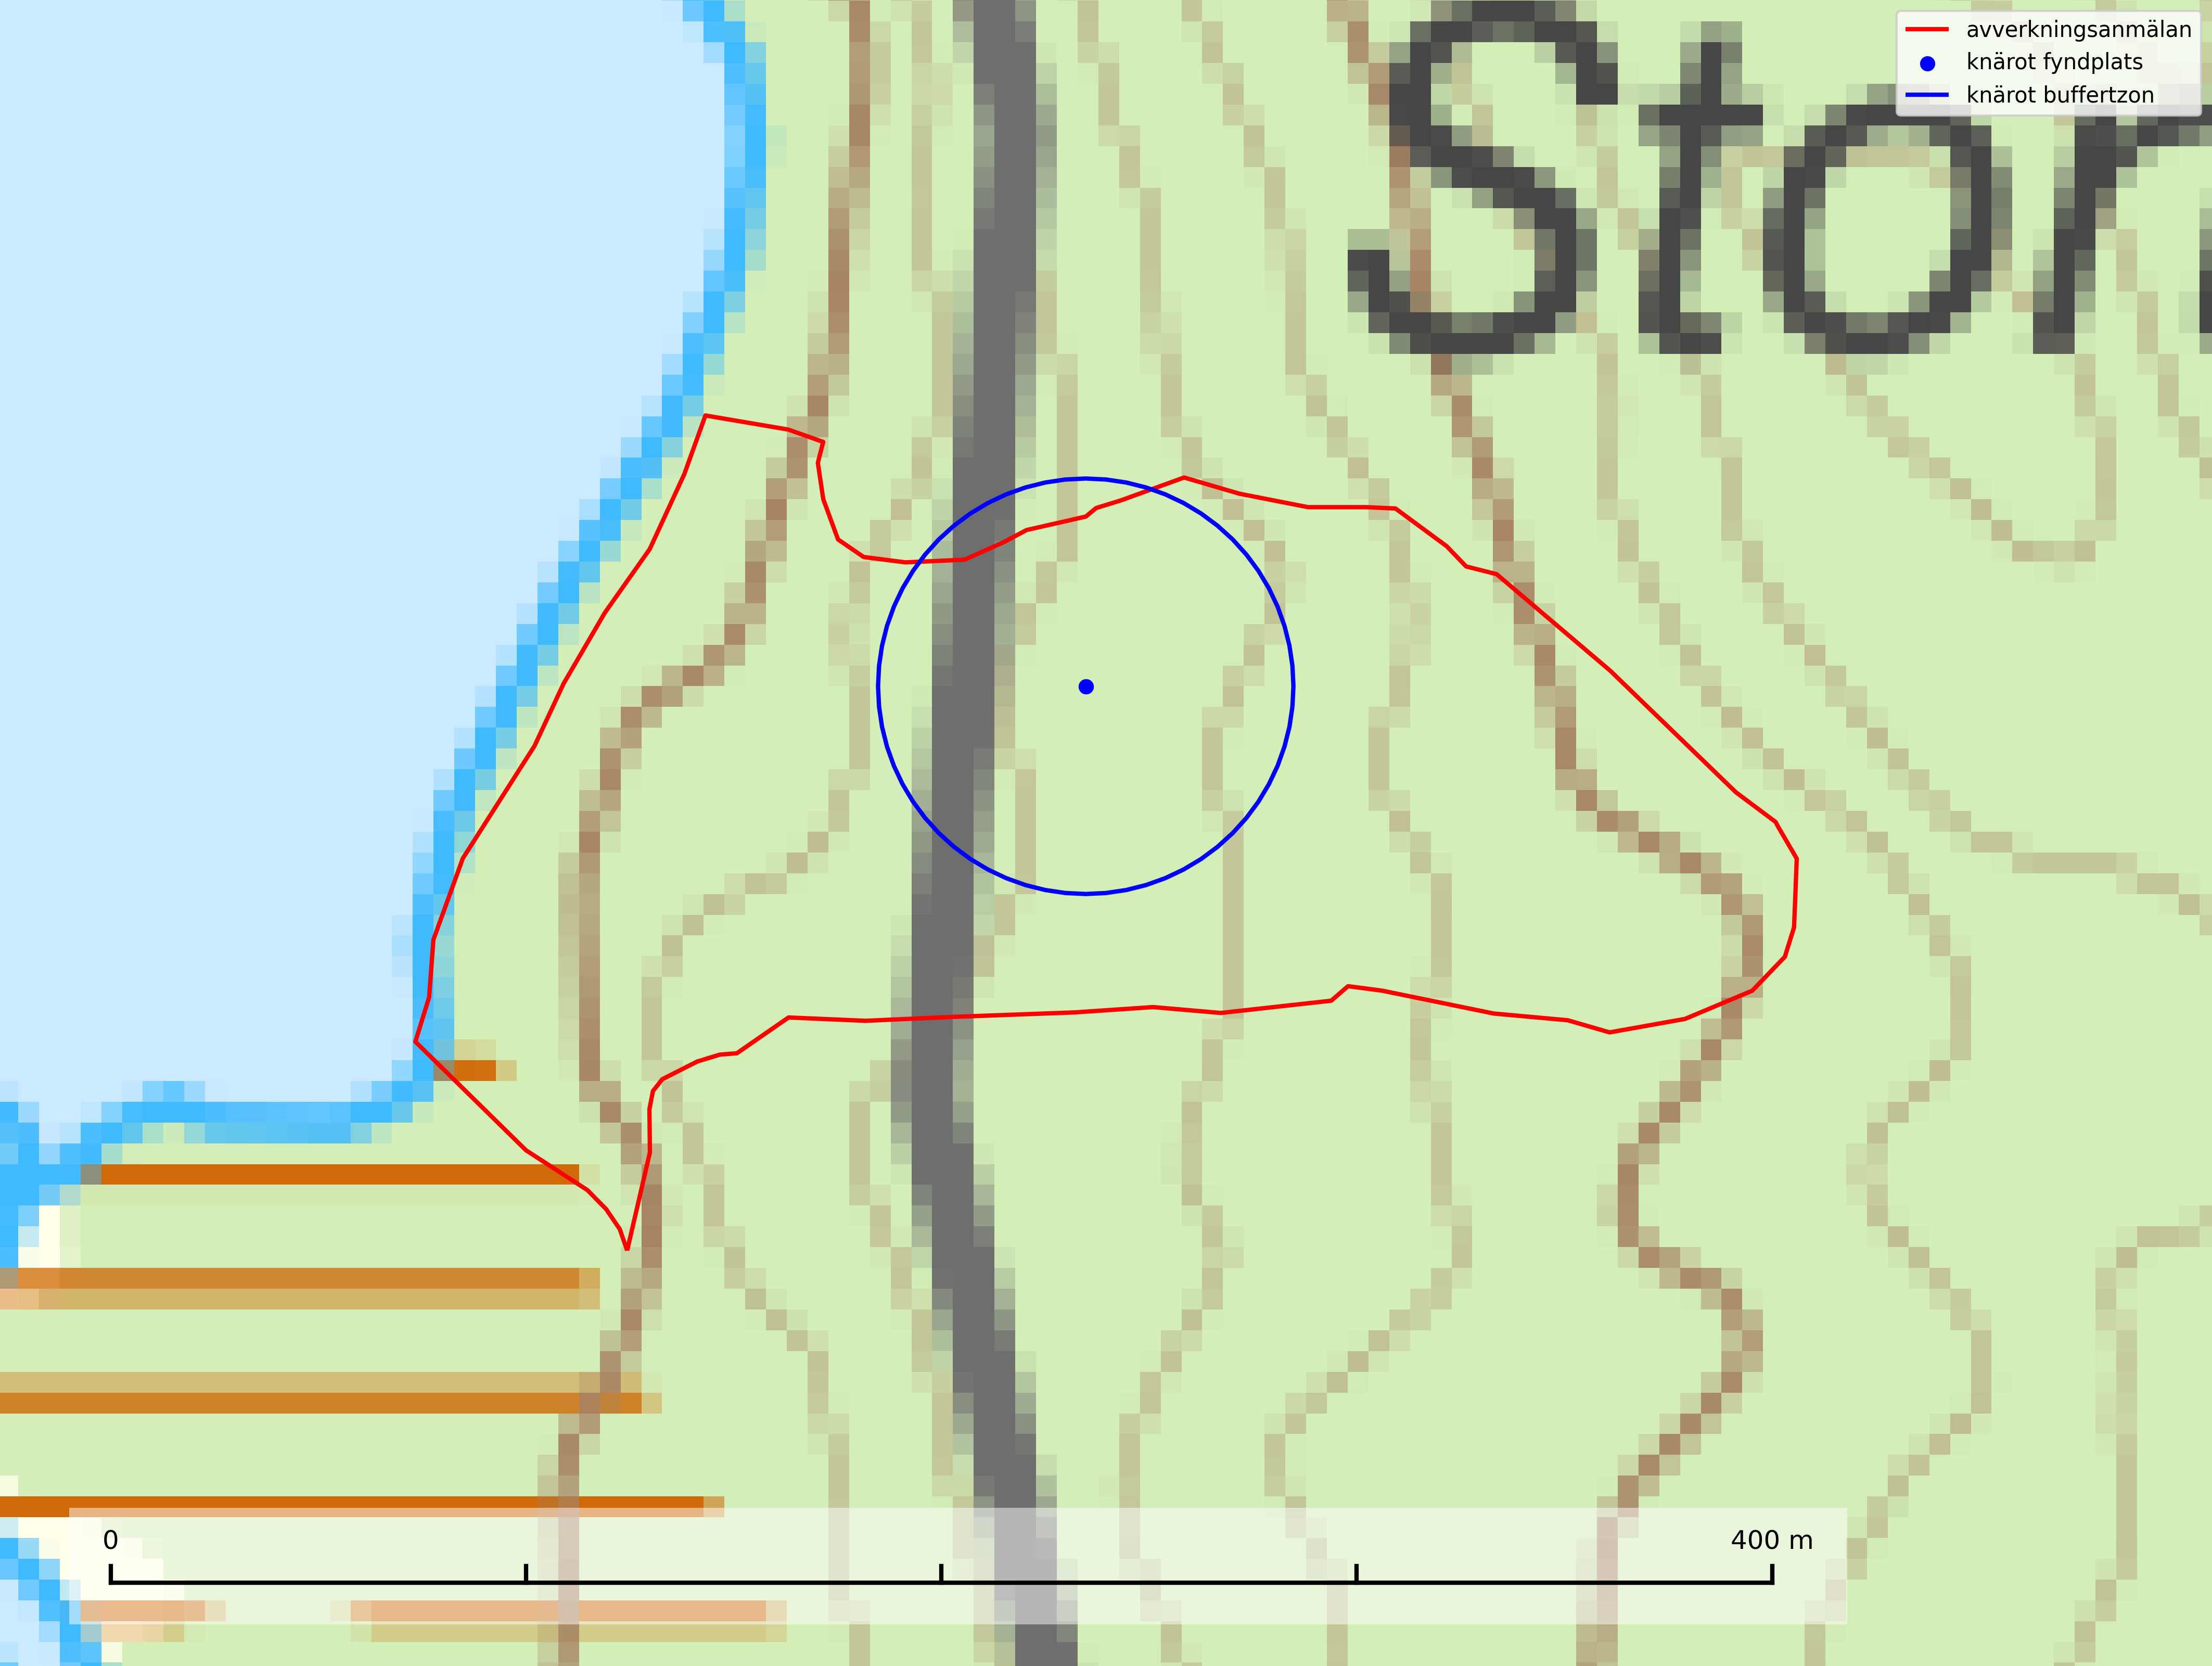 avverkningsanmälan
knärot fyndplats
knärot buffertzon
Stor
0 400 m